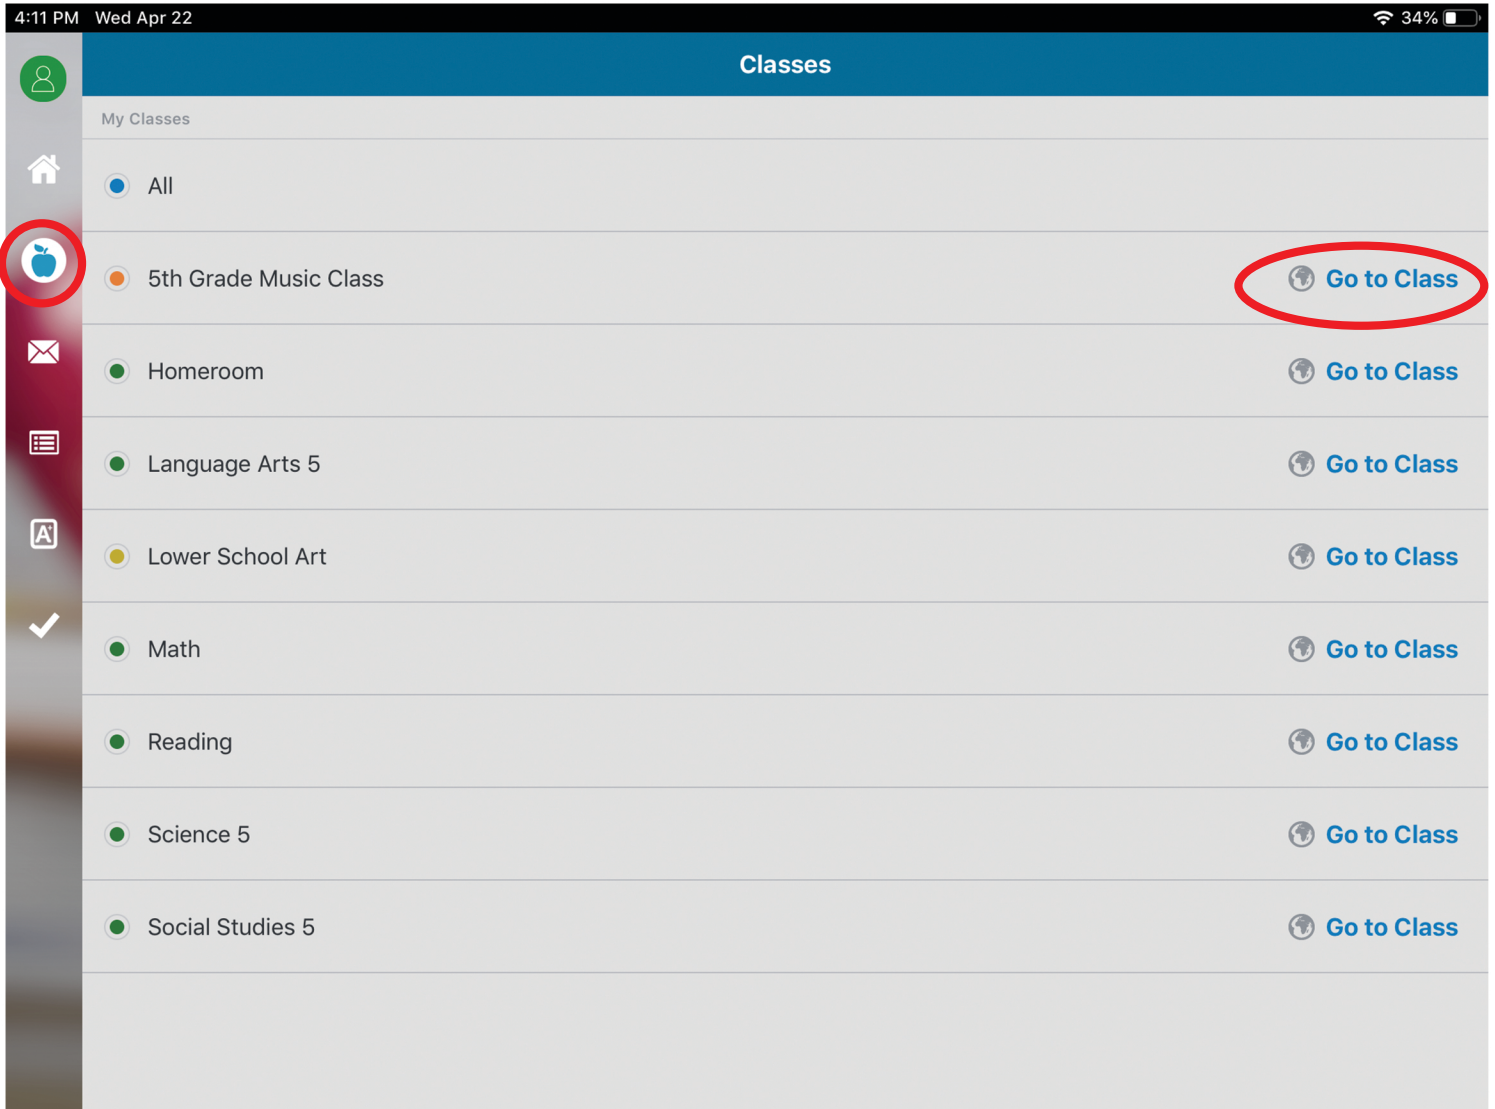 4:11 PM Wed Apr 22 34%
Classes
My Classes
All
5th Grade Music Class Go to Class
Homeroom Go to Class
Language Arts 5 Go to Class
Lower School Art Go to Class
A+
Math Go to Class
Reading Go to Class
Science 5 Go to Class
Social Studies 5 Go to Class